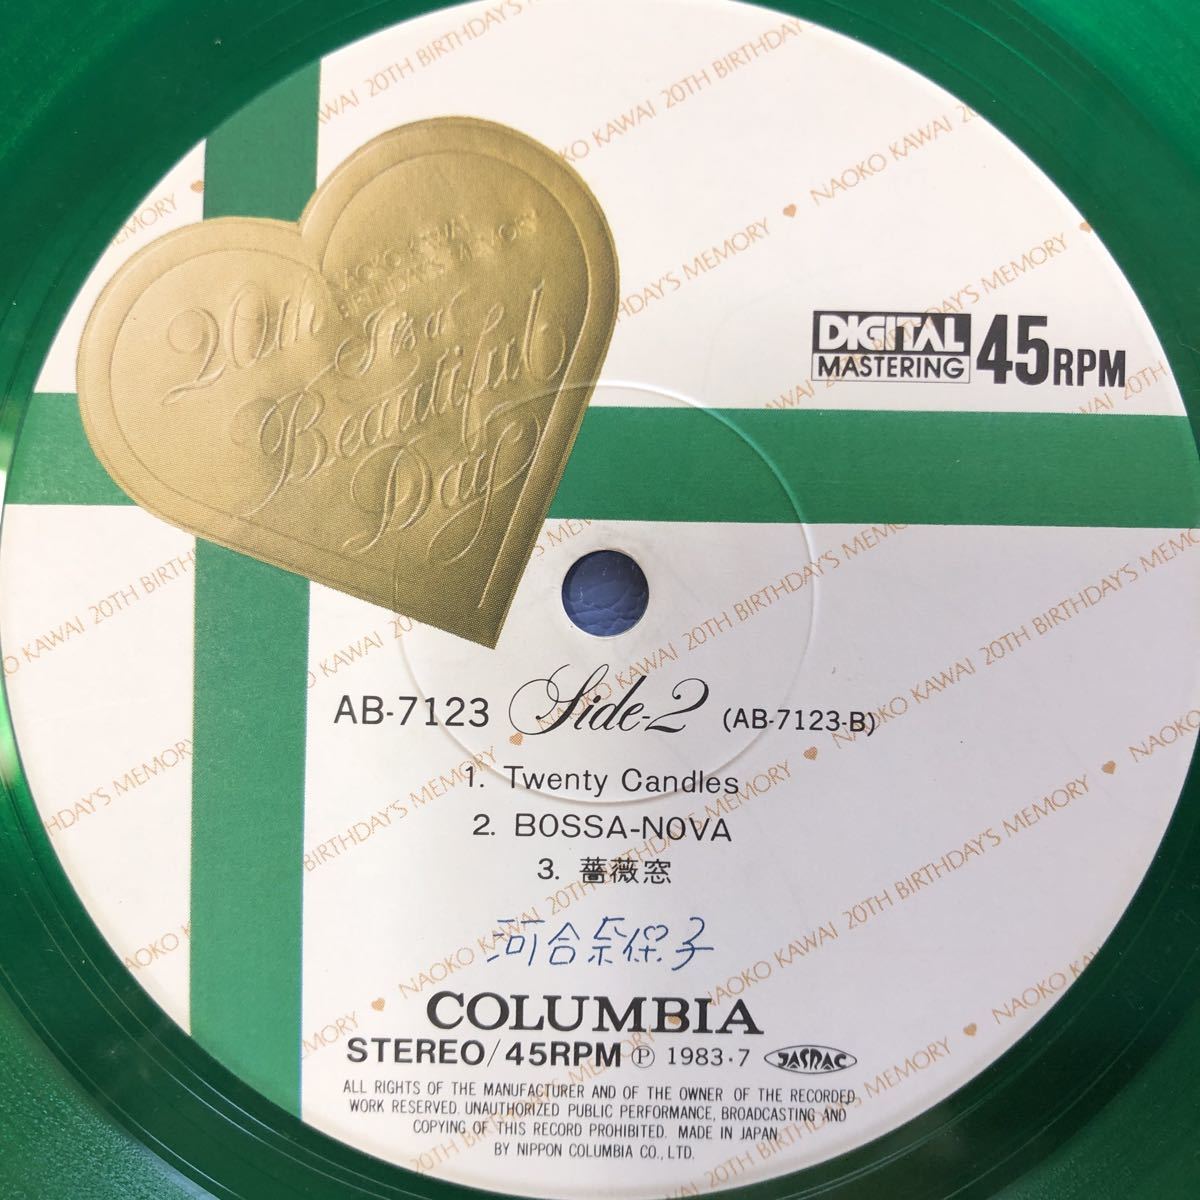 NAOKO KAWAI 20TH BIRTHDAY'S MEMORY ♥ NAOKO KAWAI 20TH BIRTHDAY'S MEMORY
NAOKO KAWAI
BIRTHDAY'S MEMORY
20th
It's a
Beautiful
Day
DIGITAL
MASTERING
45RPM
AB-7123 Side-2 (AB-7123-B)
1. Twenty Candles
2. BOSSA-NOVA
3. 薔薇窓
河合奈保子
COLUMBIA
STEREO/45RPM Ⓟ 1983・7 JASRAC
ALL RIGHTS OF THE MANUFACTURER AND OF THE OWNER OF THE RECORDED
WORK RESERVED. UNAUTHORIZED PUBLIC PERFORMANCE, BROADCASTING AND
COPYING OF THIS RECORD PROHIBITED. MADE IN JAPAN
BY NIPPON COLUMBIA CO., LTD.